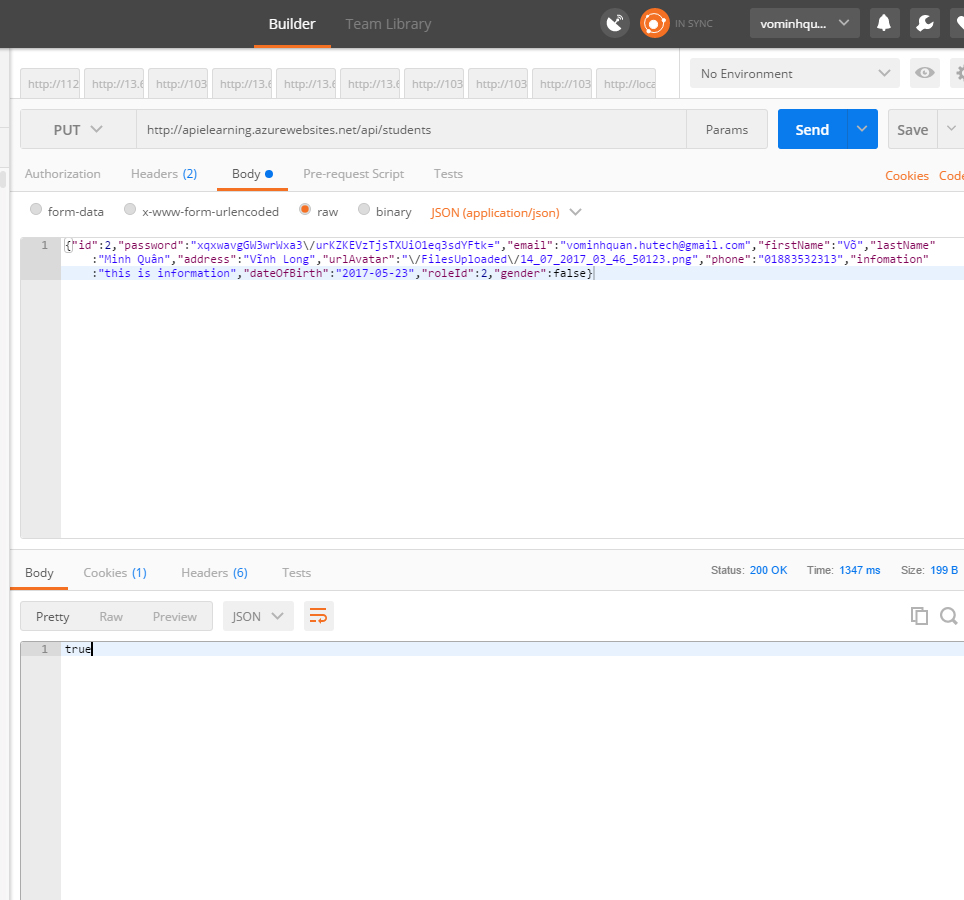 Builder Team Library IN SYNC vominhqu...
http://112 http://13.6 http://103 http://13.6 http://13.6 http://13.6 http://103 http://103 http://103 http://loca No Environment
PUT http://apielearning.azurewebsites.net/api/students Params Send Save
Authorization Headers (2) Body Pre-request Script Tests Cookies Code
form-data x-www-form-urlencoded raw binary JSON (application/json)
1 {"id":2,"password":"xqxwavgGW3wrWxa3\/urKZKEVzTjsTXUiO1eq3sdYFtk=","email":"vominhquan.hutech@gmail.com","firstName":"Võ","lastName"
:"Minh Quân","address":"Vĩnh Long","urlAvatar":"\/FilesUploaded\/14_07_2017_03_46_50123.png","phone":"01883532313","infomation"
:"this is information","dateOfBirth":"2017-05-23","roleId":2,"gender":false}
Body Cookies (1) Headers (6) Tests Status: 200 OK Time: 1347 ms Size: 199 B
Pretty Raw Preview JSON
1 true